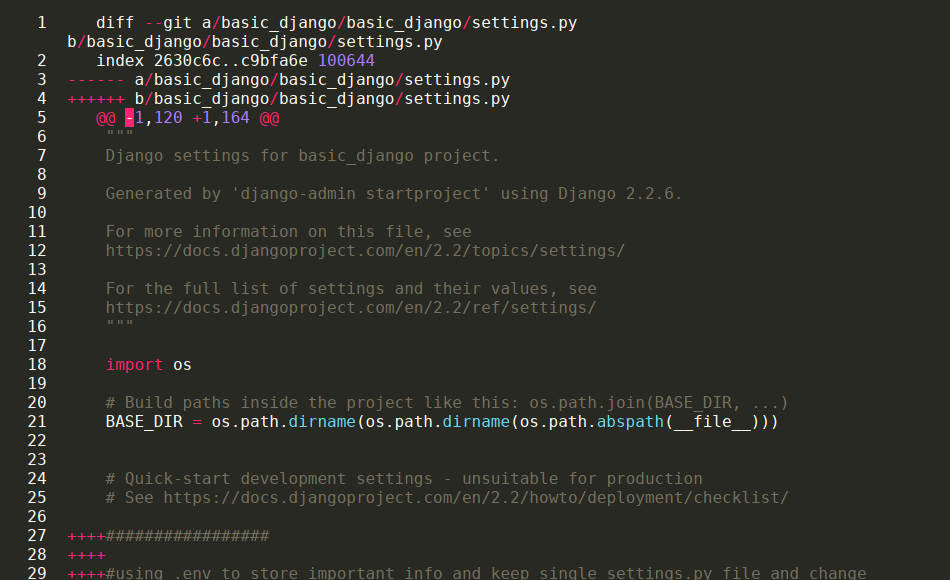 1 diff --git a/basic_django/basic_django/settings.py
b/basic_django/basic_django/settings.py
2 index 2630c6c..c9bfa6e 100644
3 ------ a/basic_django/basic_django/settings.py
4 ++++++ b/basic_django/basic_django/settings.py
5 @@ -1,120 +1,164 @@
6 """
7 Django settings for basic_django project.
8
9 Generated by 'django-admin startproject' using Django 2.2.6.
10
11 For more information on this file, see
12 https://docs.djangoproject.com/en/2.2/topics/settings/
13
14 For the full list of settings and their values, see
15 https://docs.djangoproject.com/en/2.2/ref/settings/
16 """
17
18 import os
19
20 # Build paths inside the project like this: os.path.join(BASE_DIR, ...)
21 BASE_DIR = os.path.dirname(os.path.dirname(os.path.abspath(__file__)))
22
23
24 # Quick-start development settings - unsuitable for production
25 # See https://docs.djangoproject.com/en/2.2/howto/deployment/checklist/
26
27 ++++#################
28 ++++
29 ++++#using .env to store important info and keep single settings.py file and change